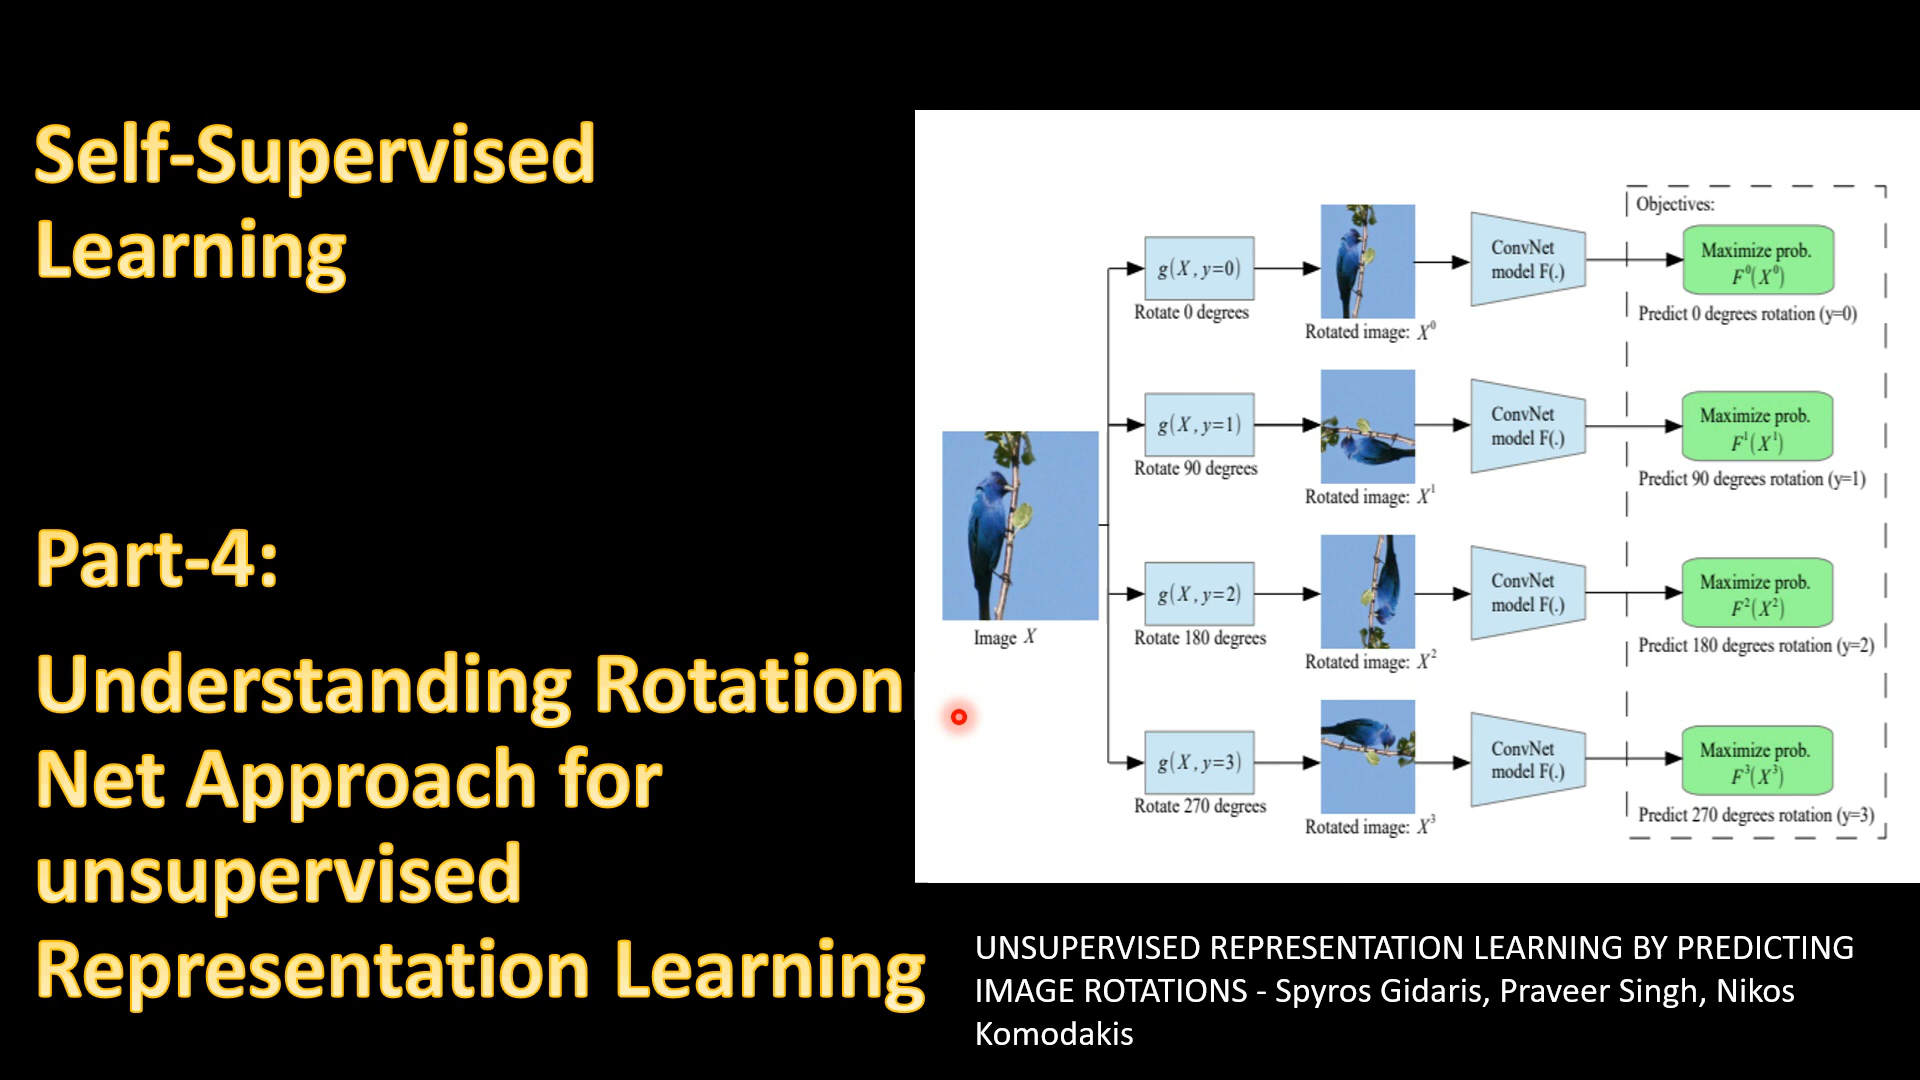 Self-Supervised
Learning
Part-4:
Understanding Rotation
Net Approach for
unsupervised
Representation Learning
Image X
g(X, y=0)
Rotate 0 degrees
Rotated image: X⁰
ConvNet
model F(.)
Objectives:
Maximize prob.
F⁰(X⁰)
Predict 0 degrees rotation (y=0)
g(X, y=1)
Rotate 90 degrees
Rotated image: X¹
ConvNet
model F(.)
Maximize prob.
F¹(X¹)
Predict 90 degrees rotation (y=1)
g(X, y=2)
Rotate 180 degrees
Rotated image: X²
ConvNet
model F(.)
Maximize prob.
F²(X²)
Predict 180 degrees rotation (y=2)
g(X, y=3)
Rotate 270 degrees
Rotated image: X³
ConvNet
model F(.)
Maximize prob.
F³(X³)
Predict 270 degrees rotation (y=3)
UNSUPERVISED REPRESENTATION LEARNING BY PREDICTING
IMAGE ROTATIONS - Spyros Gidaris, Praveer Singh, Nikos
Komodakis